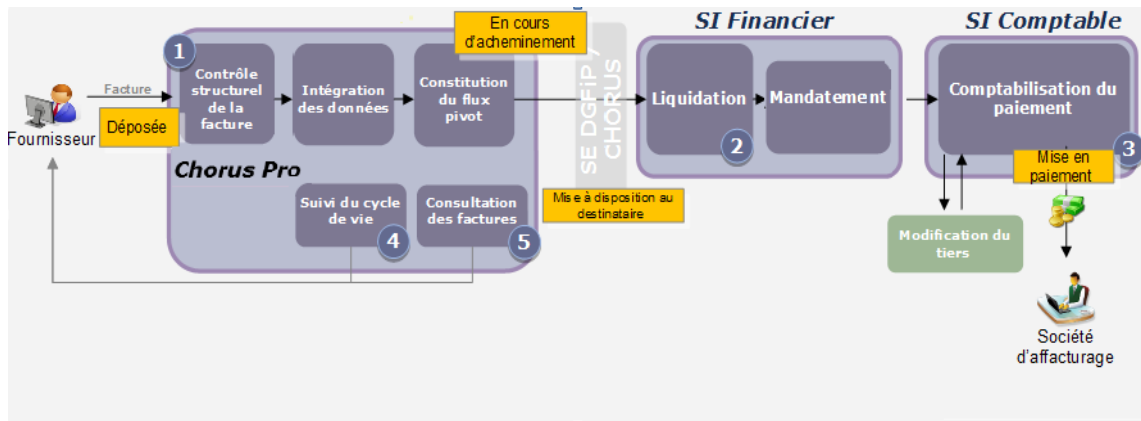 En cours
d'acheminement
SI Financier
SI Comptable
1
Contrôle
structurel
de la
facture
Intégration
des données
Constitution
du flux
pivot
SE DGFiP /
CHORUS
Liquidation
Mandatement
Comptabilisation du
paiement
Facture
Déposée
Fournisseur
2
3
Mise en
paiement
Chorus Pro
Suivi du cycle
de vie
4
Consultation
des factures
5
Mise à disposition au
destinataire
Modification du
tiers
Société
d'affacturage